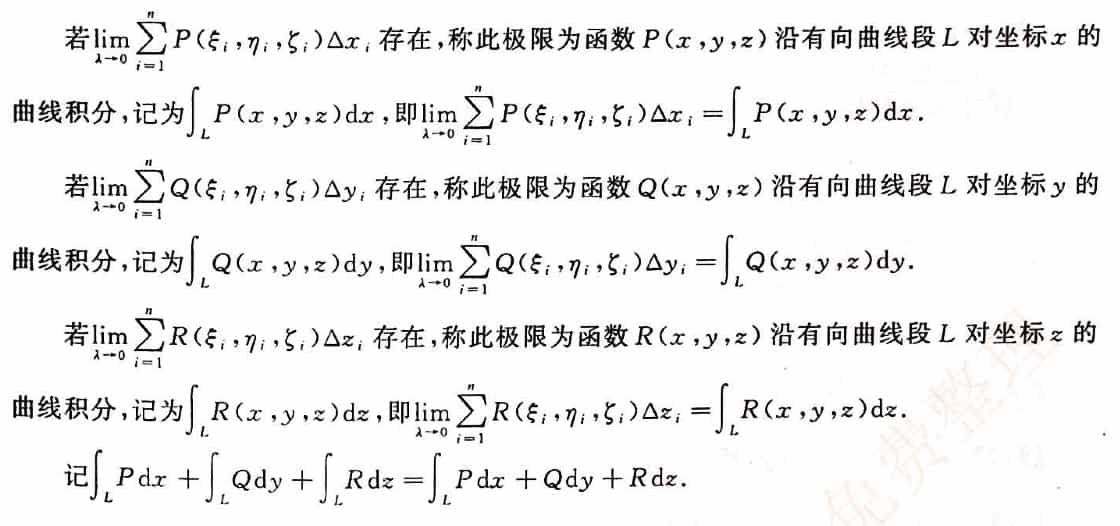 若$\lim\limits_{\lambda\to 0}\sum\limits_{i=1}^{n}P(\xi_i,\eta_i,\zeta_i)\Delta x_i$存在,称此极限为函数$P(x,y,z)$沿有向曲线段$L$对坐标$x$的
曲线积分,记为$\int_L P(x,y,z)\mathrm{d}x$,即$\lim\limits_{\lambda\to 0}\sum\limits_{i=1}^{n}P(\xi_i,\eta_i,\zeta_i)\Delta x_i=\int_L P(x,y,z)\mathrm{d}x.$
若$\lim\limits_{\lambda\to 0}\sum\limits_{i=1}^{n}Q(\xi_i,\eta_i,\zeta_i)\Delta y_i$存在,称此极限为函数$Q(x,y,z)$沿有向曲线段$L$对坐标$y$的
曲线积分,记为$\int_L Q(x,y,z)\mathrm{d}y$,即$\lim\limits_{\lambda\to 0}\sum\limits_{i=1}^{n}Q(\xi_i,\eta_i,\zeta_i)\Delta y_i=\int_L Q(x,y,z)\mathrm{d}y.$
若$\lim\limits_{\lambda\to 0}\sum\limits_{i=1}^{n}R(\xi_i,\eta_i,\zeta_i)\Delta z_i$存在,称此极限为函数$R(x,y,z)$沿有向曲线段$L$对坐标$z$的
曲线积分,记为$\int_L R(x,y,z)\mathrm{d}z$,即$\lim\limits_{\lambda\to 0}\sum\limits_{i=1}^{n}R(\xi_i,\eta_i,\zeta_i)\Delta z_i=\int_L R(x,y,z)\mathrm{d}z.$
记$\int_L P\mathrm{d}x+\int_L Q\mathrm{d}y+\int_L R\mathrm{d}z=\int_L P\mathrm{d}x+Q\mathrm{d}y+R\mathrm{d}z.$
免费整理